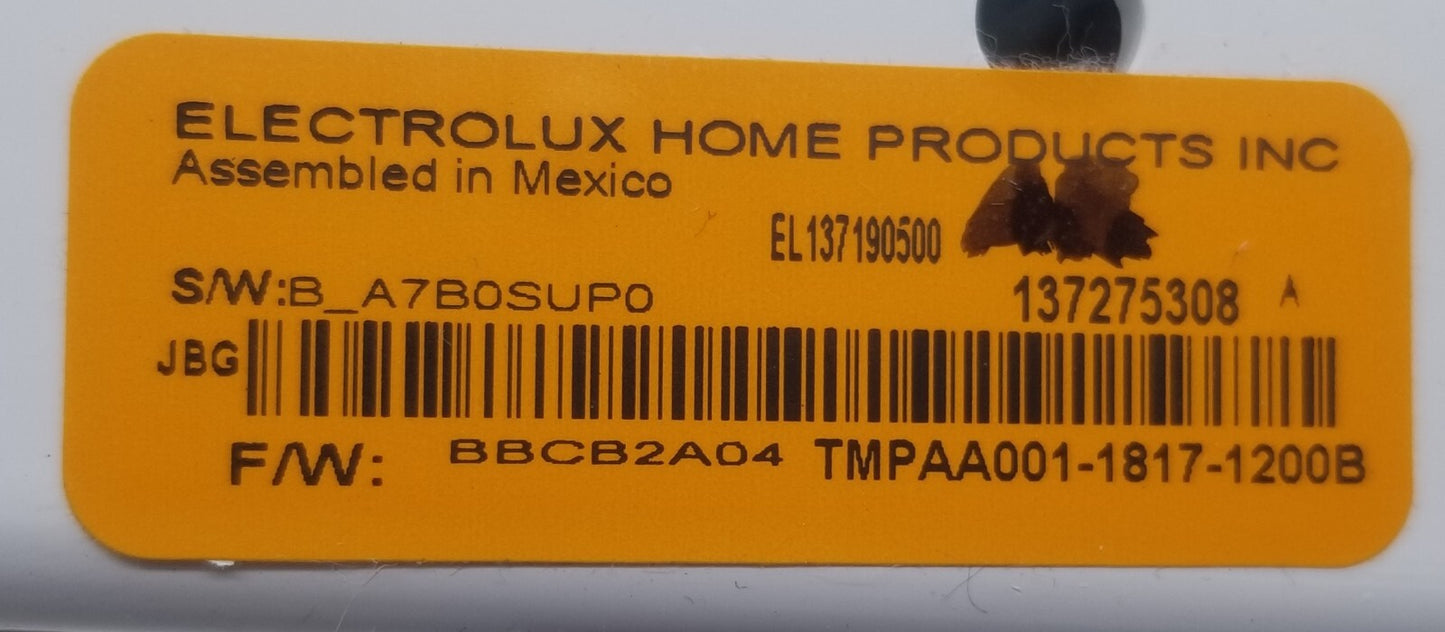 ELECTROLUX HOME PRODUCTS INC
Assembled in Mexico
EL137190500
S/W:B_A7B0SUP0 137275308 A
JBG
F/W: BBCB2A04 TMPAA001-1817-1200B